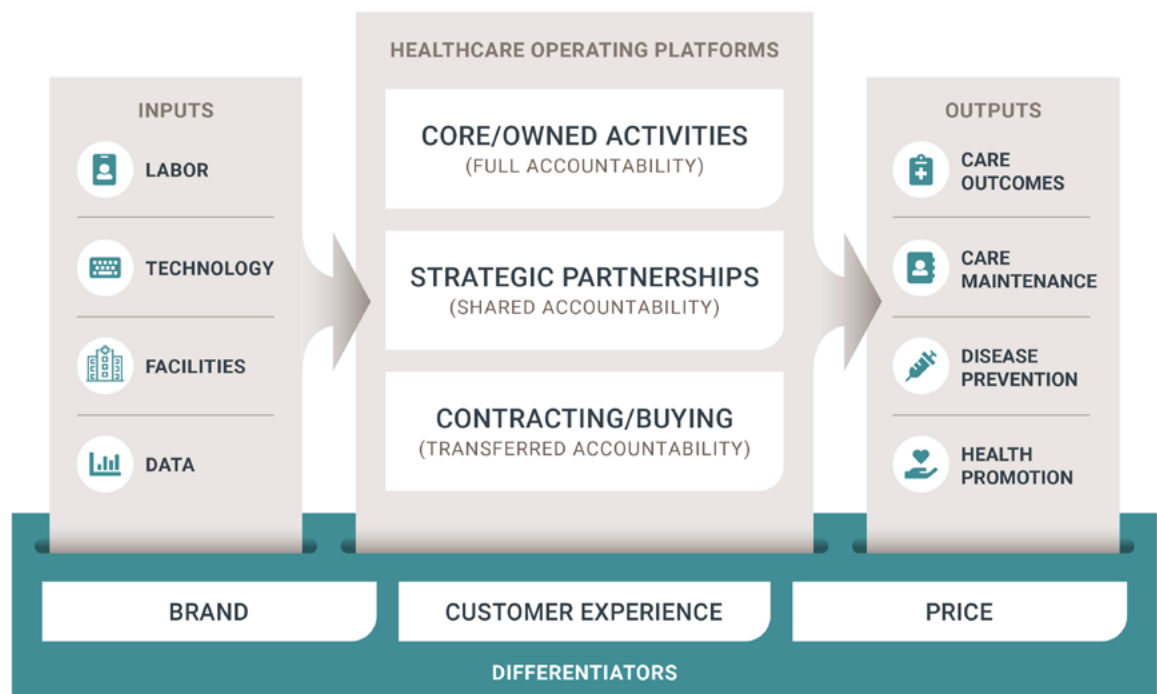 HEALTHCARE OPERATING PLATFORMS
INPUTS
LABOR
TECHNOLOGY
FACILITIES
DATA
CORE/OWNED ACTIVITIES
(FULL ACCOUNTABILITY)
STRATEGIC PARTNERSHIPS
(SHARED ACCOUNTABILITY)
CONTRACTING/BUYING
(TRANSFERRED ACCOUNTABILITY)
OUTPUTS
CARE
OUTCOMES
CARE
MAINTENANCE
DISEASE
PREVENTION
HEALTH
PROMOTION
BRAND
CUSTOMER EXPERIENCE
PRICE
DIFFERENTIATORS